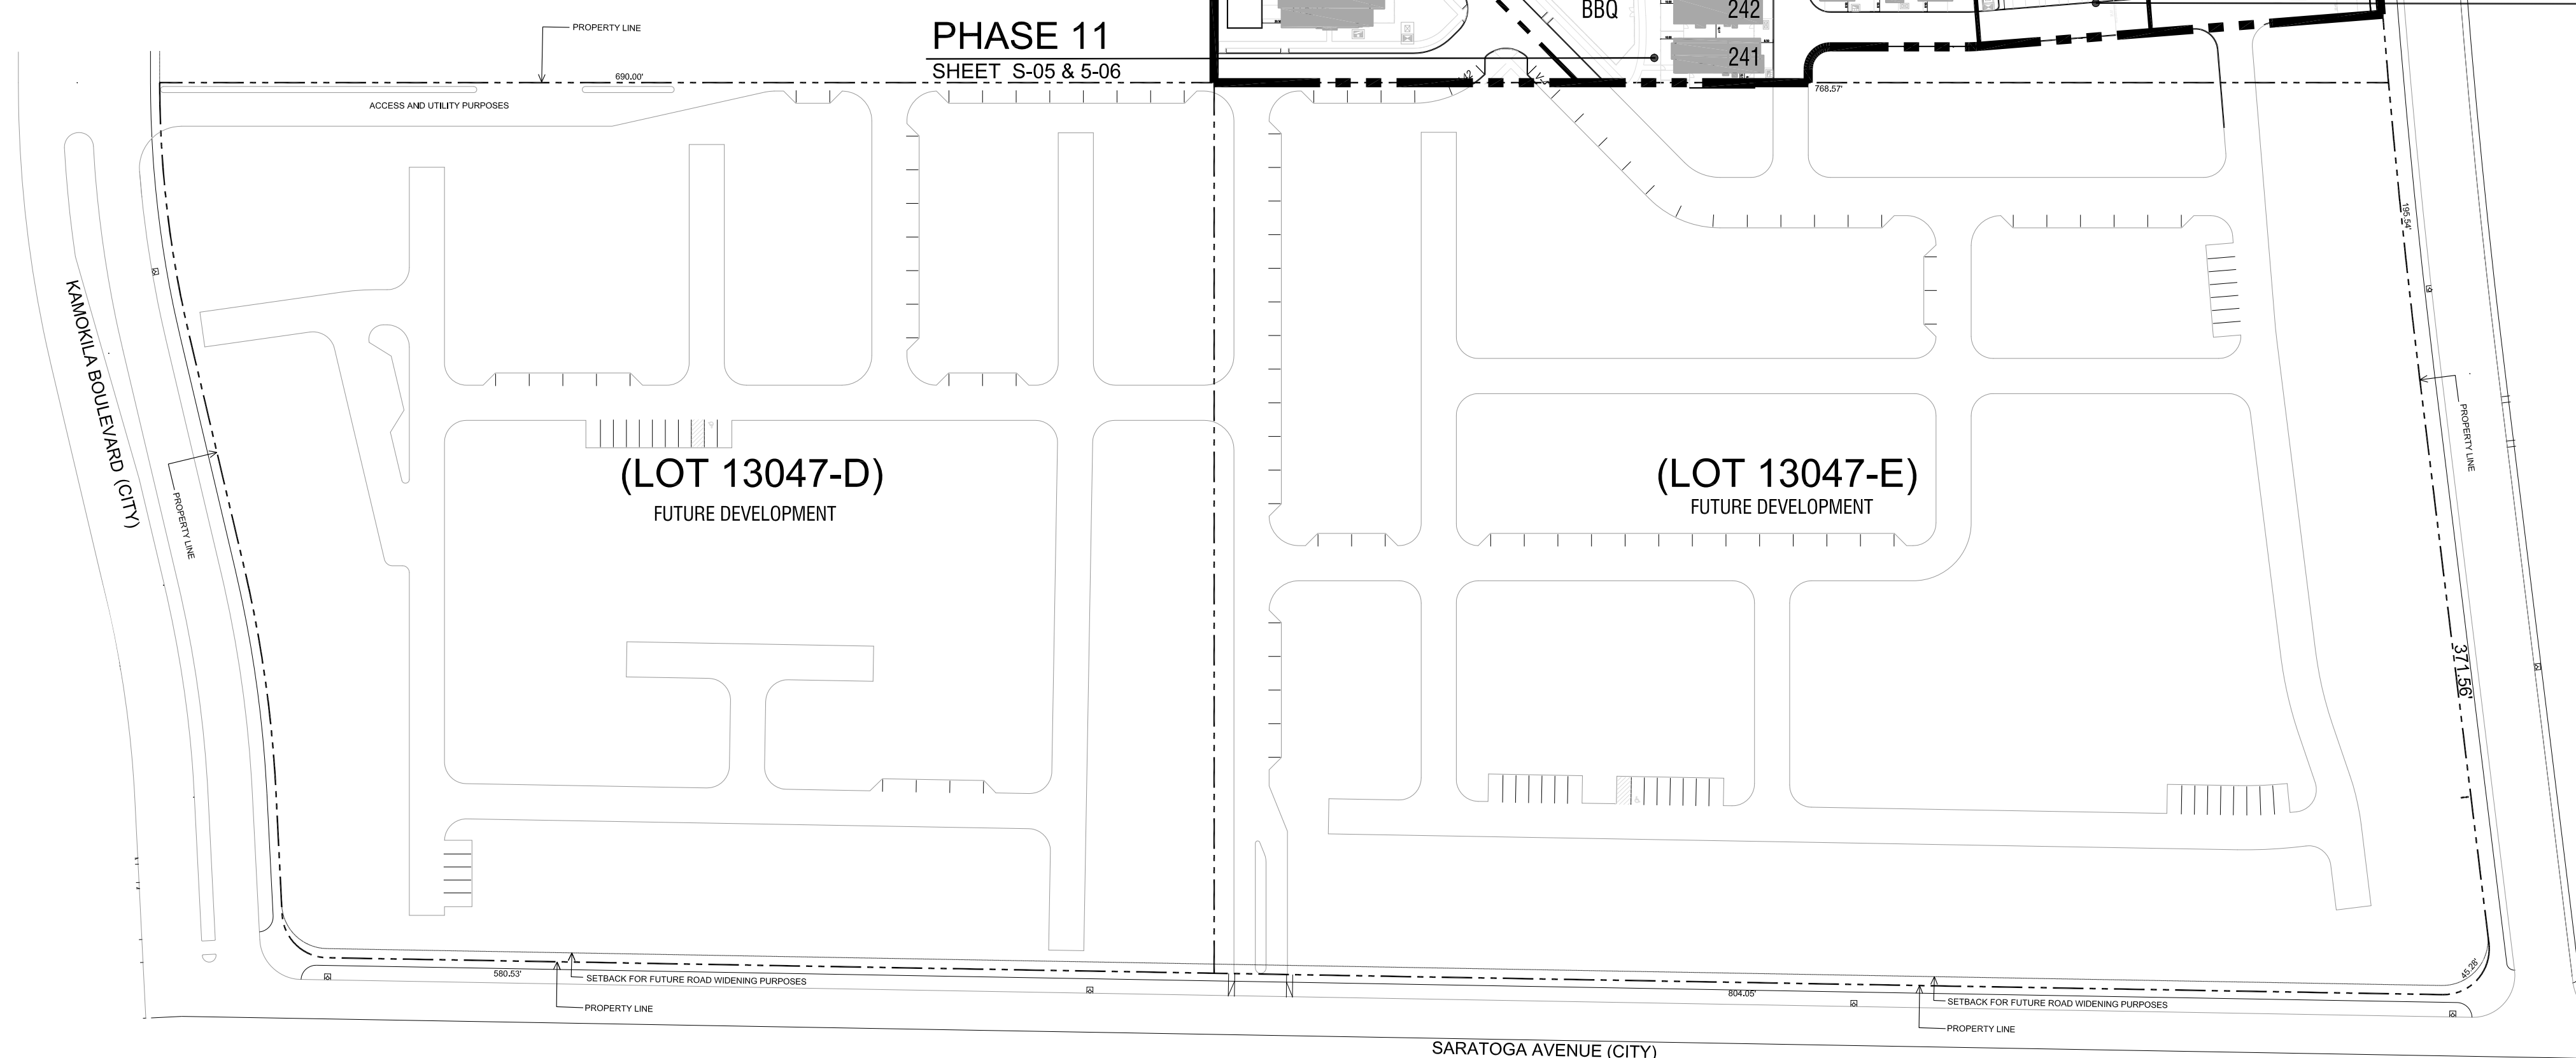 PROPERTY LINE
BBQ
242
241
PHASE 11
SHEET S-05 & 5-06
690.00'
768.57'
ACCESS AND UTILITY PURPOSES
195.54'
KAMOKILA BOULEVARD (CITY)
PROPERTY LINE
PROPERTY LINE
(LOT 13047-D)
FUTURE DEVELOPMENT
(LOT 13047-E)
FUTURE DEVELOPMENT
371.56'
45.28'
580.53'
SETBACK FOR FUTURE ROAD WIDENING PURPOSES
PROPERTY LINE
804.05'
SETBACK FOR FUTURE ROAD WIDENING PURPOSES
PROPERTY LINE
SARATOGA AVENUE (CITY)